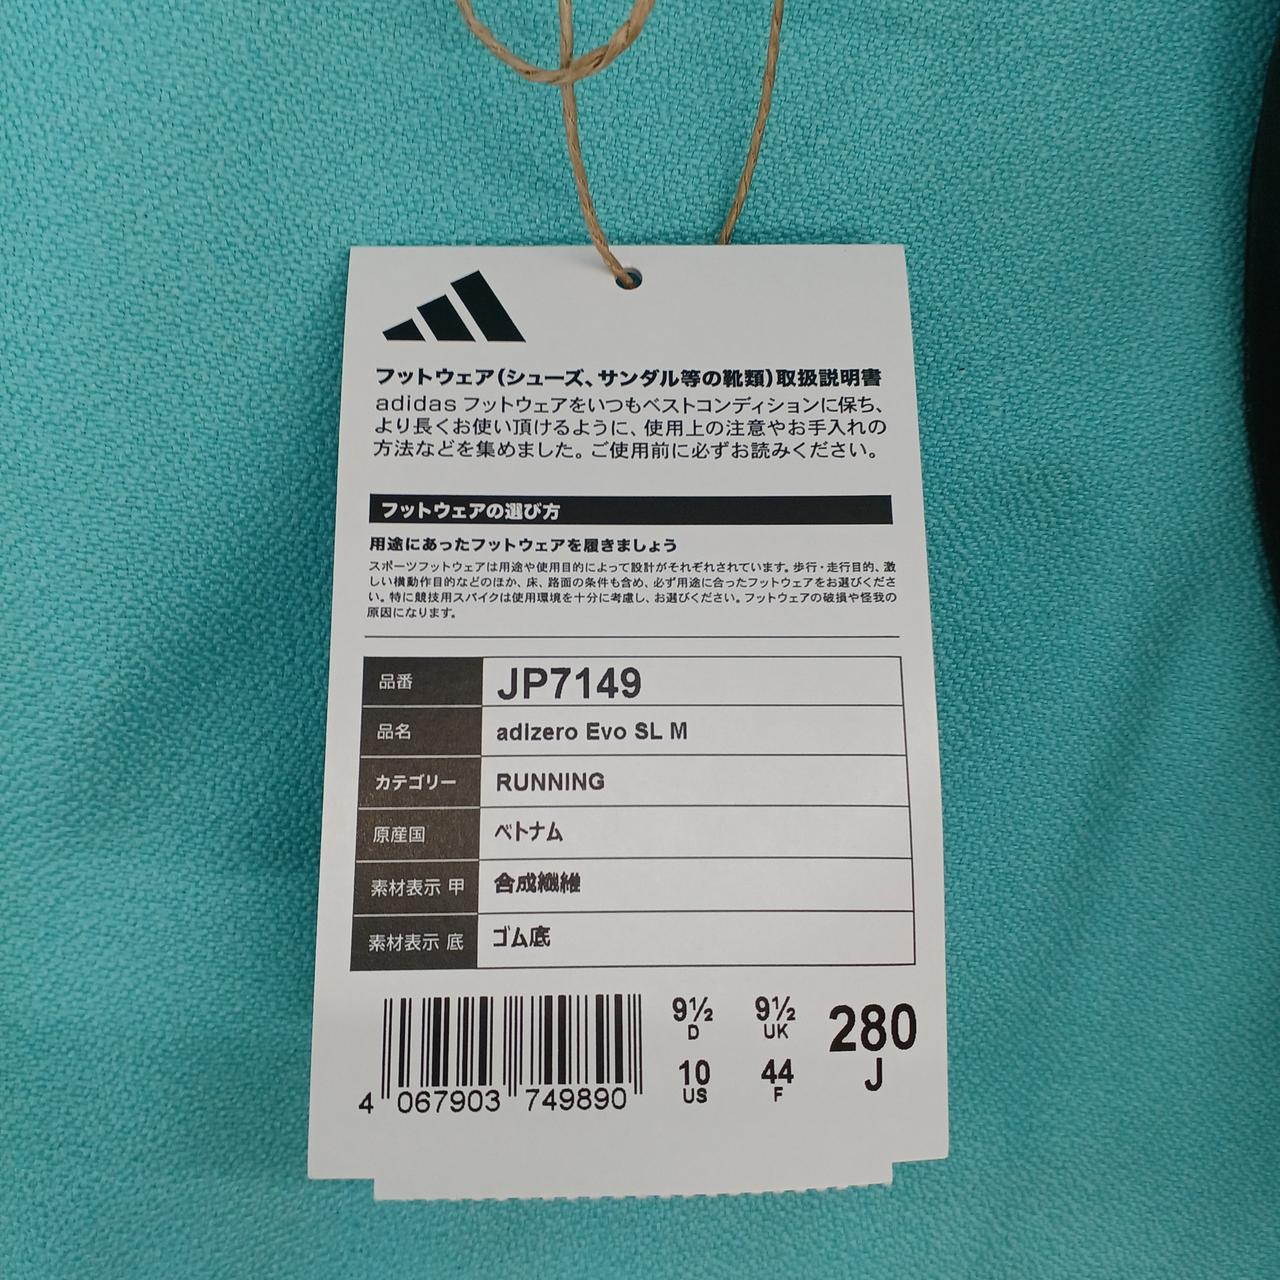 フットウェア(シューズ、サンダル等の靴類)取扱説明書
adidas フットウェアをいつもベストコンディションに保ち、
より長くお使い頂けるように、使用上の注意やお手入れの
方法などを集めました。ご使用前に必ずお読みください。
フットウェアの選び方
用途にあったフットウェアを履きましょう
スポーツフットウェアは用途や使用目的によって設計がそれぞれされています。歩行・走行目的、激
しい横動作目的などのほか、床、路面の条件も含め、必ず用途に合ったフットウェアをお選びくださ
い。特に競技用スパイクは使用環境を十分に考慮し、お選びください。フットウェアの破損や怪我の
原因になります。
品番 JP7149
品名 adIzero Evo SL M
カテゴリー RUNNING
原産国 ベトナム
素材表示 甲 合成繊維
素材表示 底 ゴム底
9½ 9½ 280
D UK J
10 44
US F
4 067903 749890